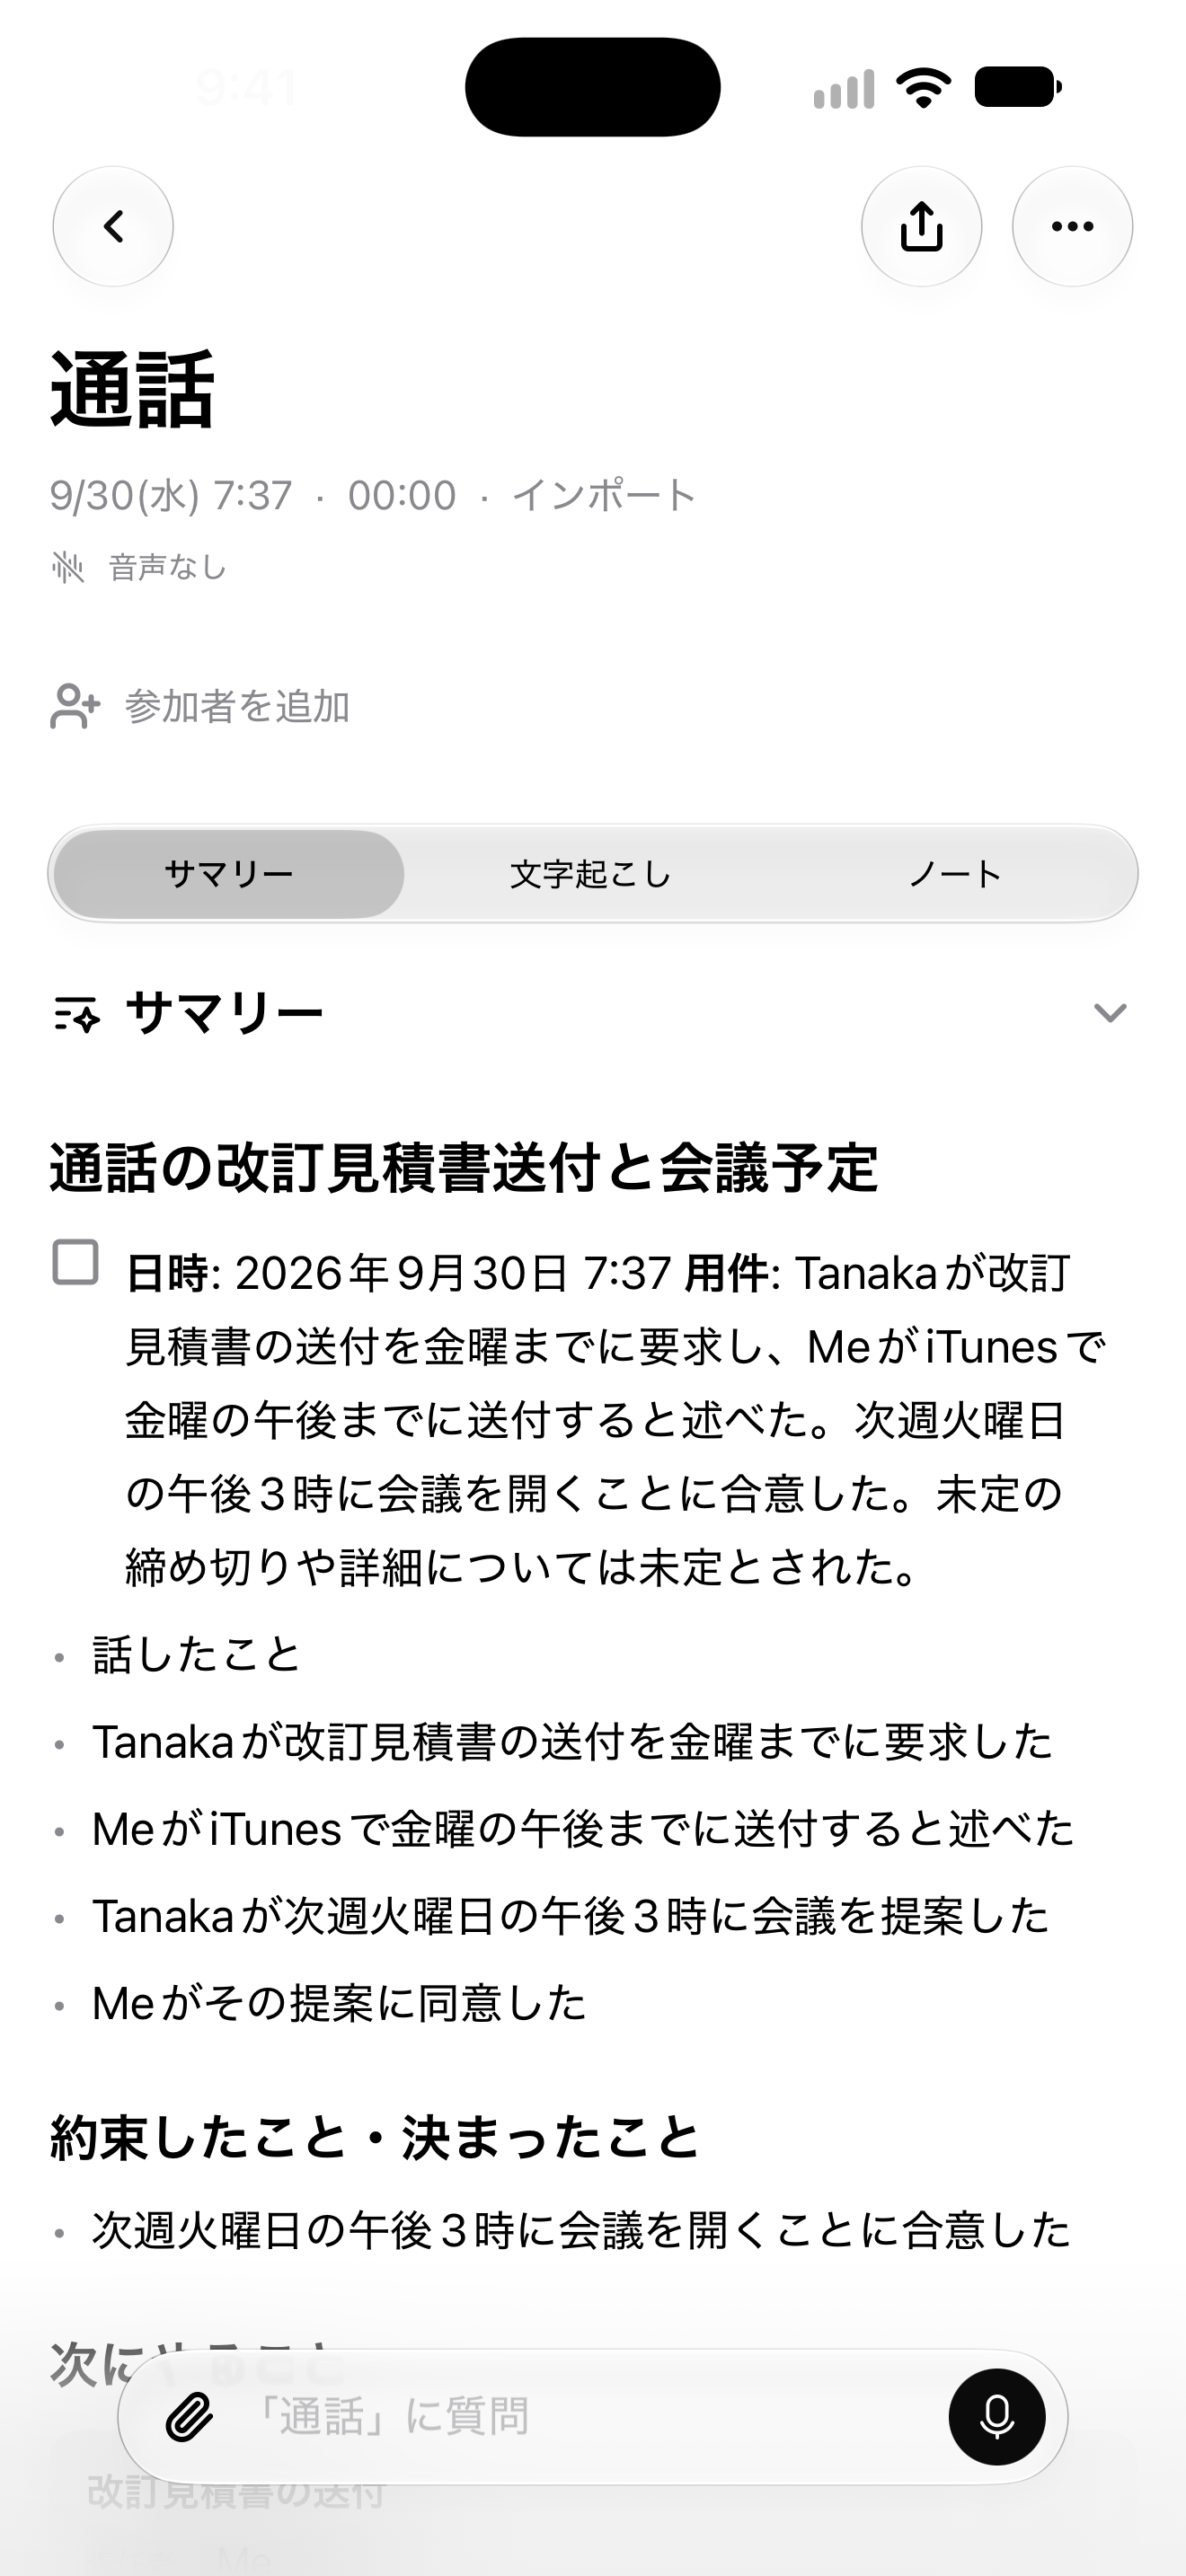 9:41
通話
9/30(水) 7:37 · 00:00 · インポート
音声なし
参加者を追加
サマリー 文字起こし ノート
サマリー
通話の改訂見積書送付と会議予定
日時: 2026年9月30日 7:37 用件: Tanakaが改訂
見積書の送付を金曜までに要求し、MeがiTunesで
金曜の午後までに送付すると述べた。次週火曜日
の午後3時に会議を開くことに合意した。未定の
締め切りや詳細については未定とされた。
• 話したこと
• Tanakaが改訂見積書の送付を金曜までに要求した
• MeがiTunesで金曜の午後までに送付すると述べた
• Tanakaが次週火曜日の午後3時に会議を提案した
• Meがその提案に同意した
約束したこと・決まったこと
• 次週火曜日の午後3時に会議を開くことに合意した
次にやること
「通話」に質問
改訂見積書の送付
Me